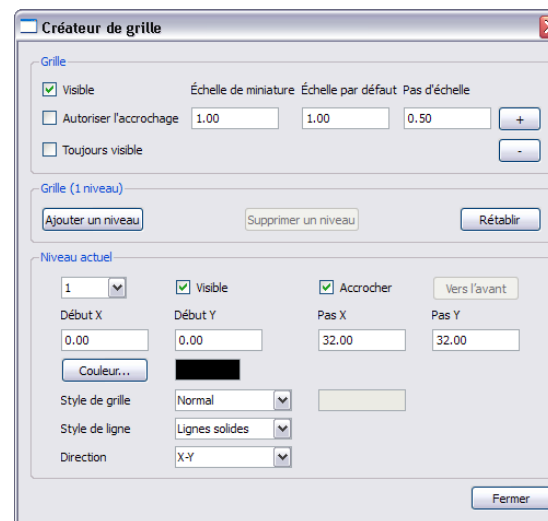 Créateur de grille
Grille
Visible Échelle de miniature Échelle par défaut Pas d'échelle
Autoriser l'accrochage 1.00 1.00 0.50 +
Toujours visible -
Grille (1 niveau)
Ajouter un niveau Supprimer un niveau Rétablir
Niveau actuel
1 Visible Accrocher Vers l'avant
Début X Début Y Pas X Pas Y
0.00 0.00 32.00 32.00
Couleur...
Style de grille Normal
Style de ligne Lignes solides
Direction X-Y
Fermer